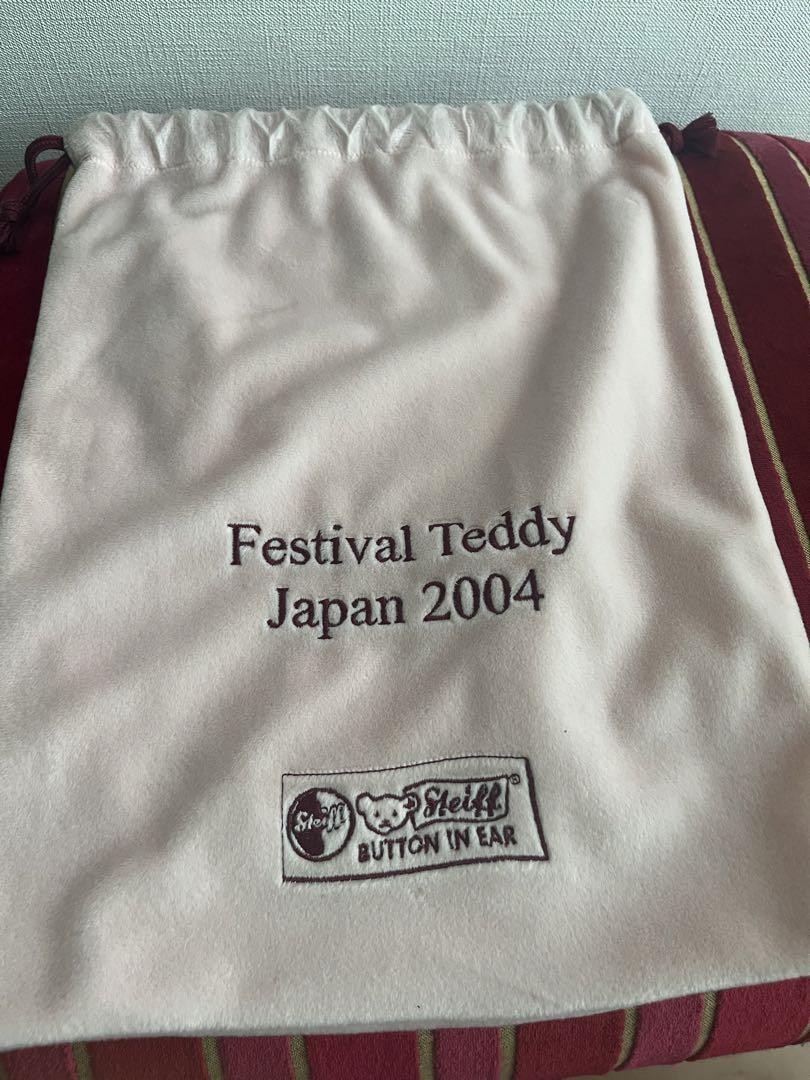 Festival Teddy
Japan 2004
Steiff
Steiff®
BUTTON IN EAR